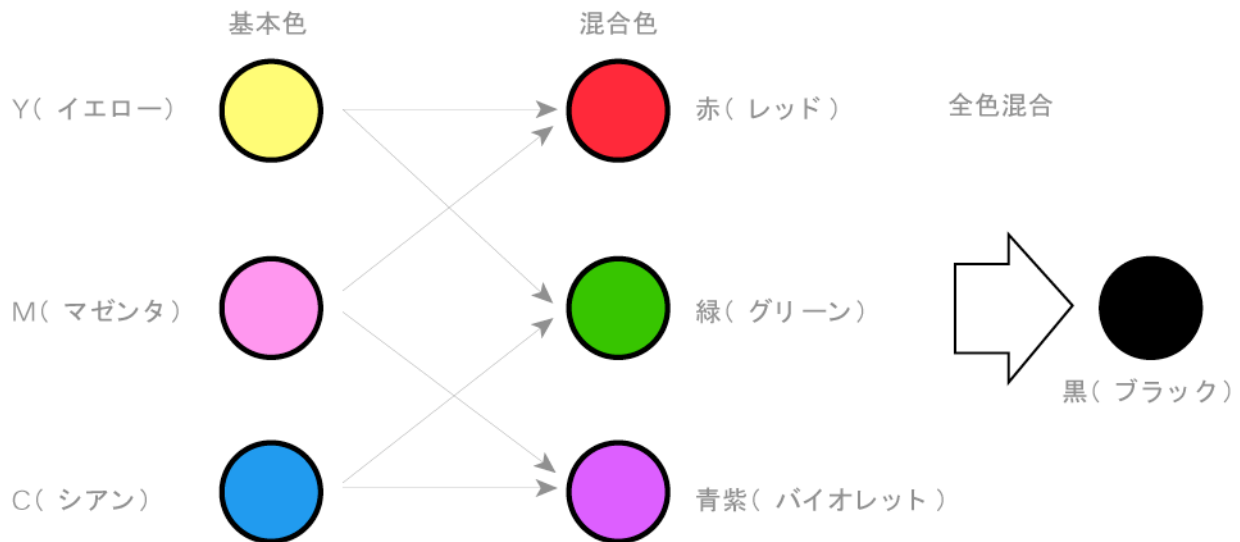 基本色
混合色
Y( イエロー)
赤( レッド)
全色混合
M( マゼンタ)
緑( グリーン)
黒( ブラック)
C( シアン)
青紫( バイオレット)